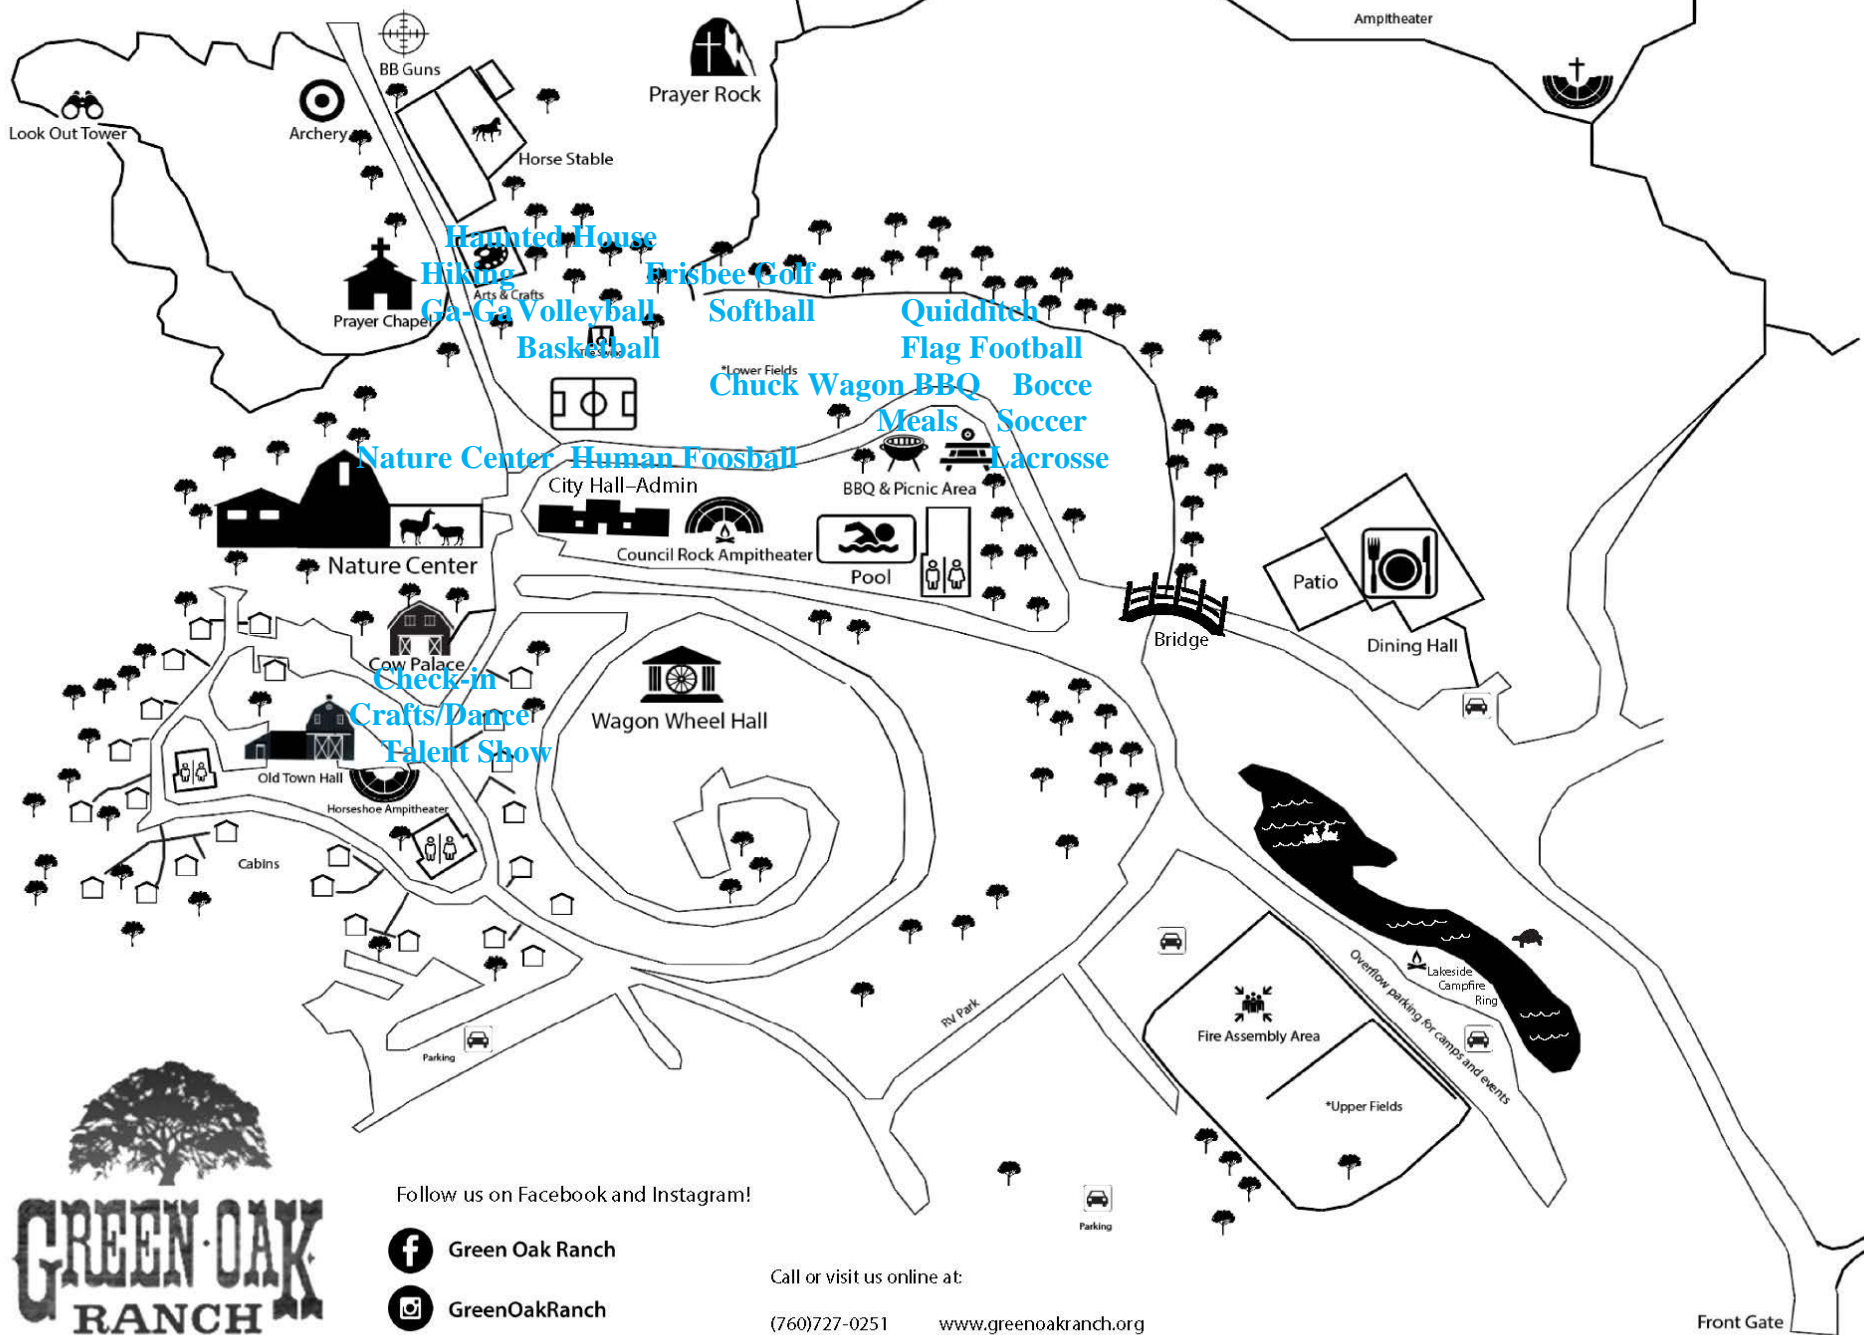 Ampitheater
BB Guns
Prayer Rock
Look Out Tower
Archery
Horse Stable
Haunted House
Hiking
Frisbee Golf
Arts & Crafts
Prayer Chapel
Ga-Ga Volleyball
Softball
Quidditch
Basketball
Flag Football
*Lower Fields
Chuck Wagon BBQ
Bocce
Meals
Soccer
Nature Center
Human Foosball
Lacrosse
City Hall–Admin
BBQ & Picnic Area
Council Rock Ampitheater
Nature Center
Pool
Patio
Bridge
Dining Hall
Cow Palace
Check-in
Crafts/Dance
Talent Show
Wagon Wheel Hall
Old Town Hall
Horseshoe Ampitheater
Cabins
Overflow parking for camps and events
Lakeside
Campfire
Ring
RV Park
Fire Assembly Area
Parking
*Upper Fields
GREEN·OAK
RANCH
Follow us on Facebook and Instagram!
Green Oak Ranch
GreenOakRanch
Parking
Call or visit us online at:
(760)727-0251 www.greenoakranch.org
Front Gate